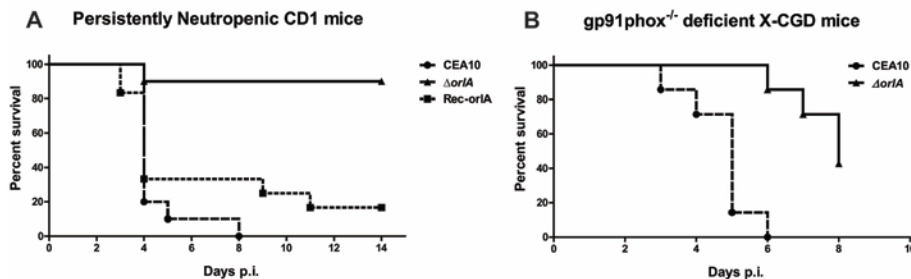 A Persistently Neutropenic CD1 mice
Percent survival
100
80
60
40
20
0
0 2 4 6 8 10 12 14
Days p.i.
CEA10
ΔorlA
Rec-orlA
B gp91phox-/- deficient X-CGD mice
Percent survival
100
80
60
40
20
0
0 2 4 6 8 10
Days p.i.
CEA10
ΔorlA